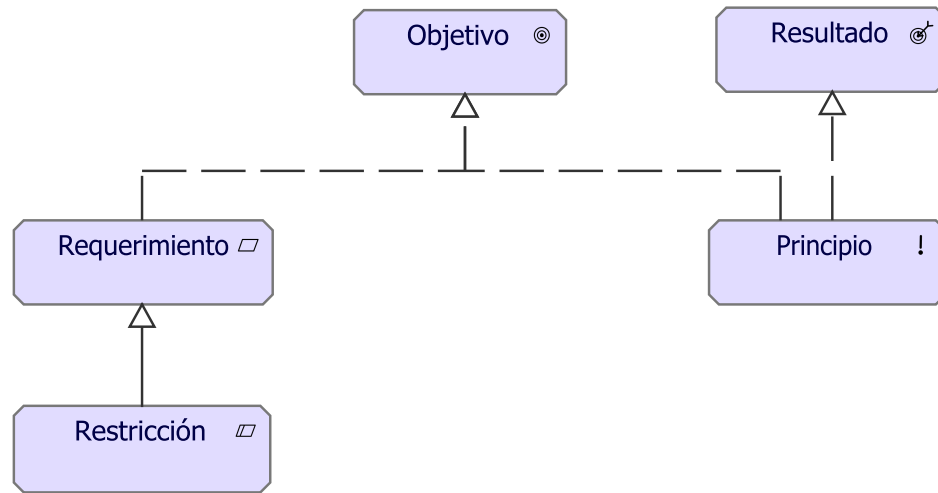 Objetivo
Resultado
Requerimiento
Principio
Restricción